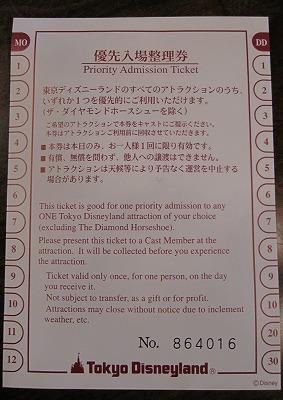 MO
DD
優先入場整理券
Priority Admission Ticket
東京ディズニーランドのすべてのアトラクションのうち、
いずれか1つを優先的にご利用いただけます。
(ザ・ダイヤモンドホースシューを除く)
ご希望のアトラクションで本券をキャストにご提示ください。
本券はアトラクションご利用前に回収させていただきます。
■本券は本日のみ、お一人様1回に限り有効です。
■有償、無償を問わず、他人への譲渡はできません。
■アトラクションは天候等により予告なく運営を中止する
場合があります。
This ticket is good for one priority admission to any
ONE Tokyo Disneyland attraction of your choice
(excluding The Diamond Horseshoe).
Please present this ticket to a Cast Member at the
attraction. It will be collected before you experience
the attraction.
Ticket valid only once, for one person, on the day
you receive it.
Not subject to transfer, as a gift or for profit.
Attractions may close without notice due to inclement
weather, etc.
No. 864016
Tokyo Disneyland®
©Disney
1
2
3
4
5
6
7
8
9
10
11
12
1
2
3
4
5
6
7
8
9
10
20
30